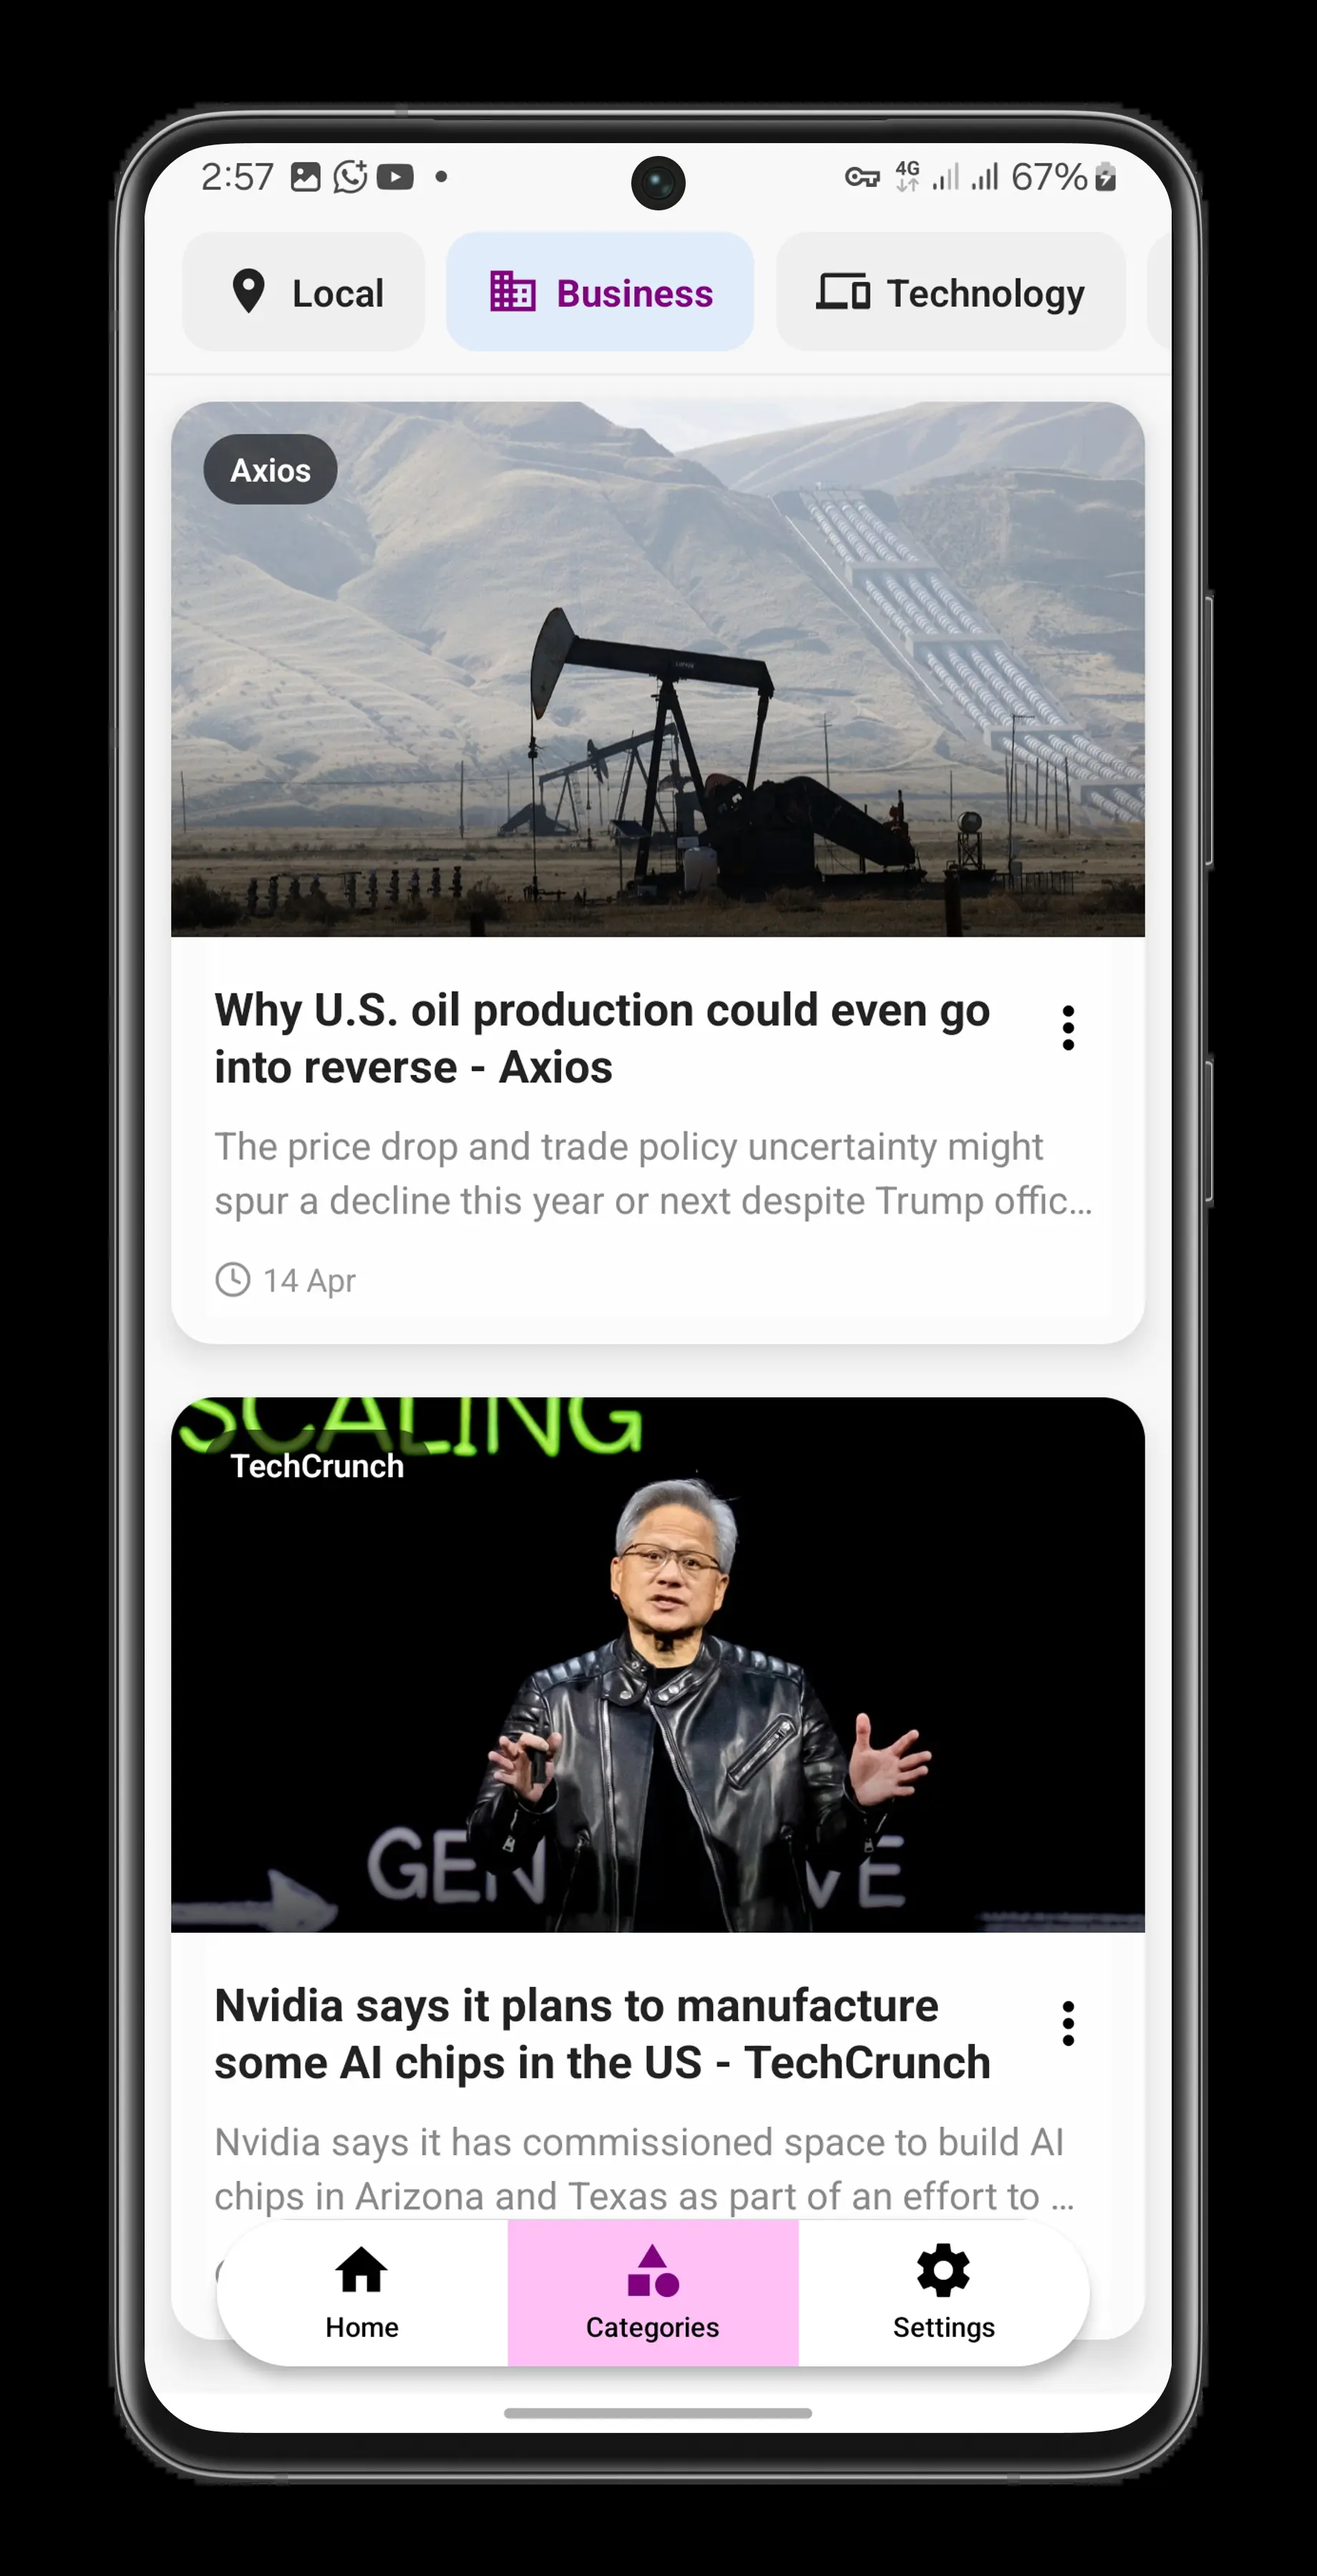 2:57
4G
67%
Local
Business
Technology
Axios
Why U.S. oil production could even go
into reverse - Axios
The price drop and trade policy uncertainty might
spur a decline this year or next despite Trump offic...
14 Apr
SCALING
TechCrunch
GEN VE
Nvidia says it plans to manufacture
some AI chips in the US - TechCrunch
Nvidia says it has commissioned space to build AI
chips in Arizona and Texas as part of an effort to ...
Home
Categories
Settings